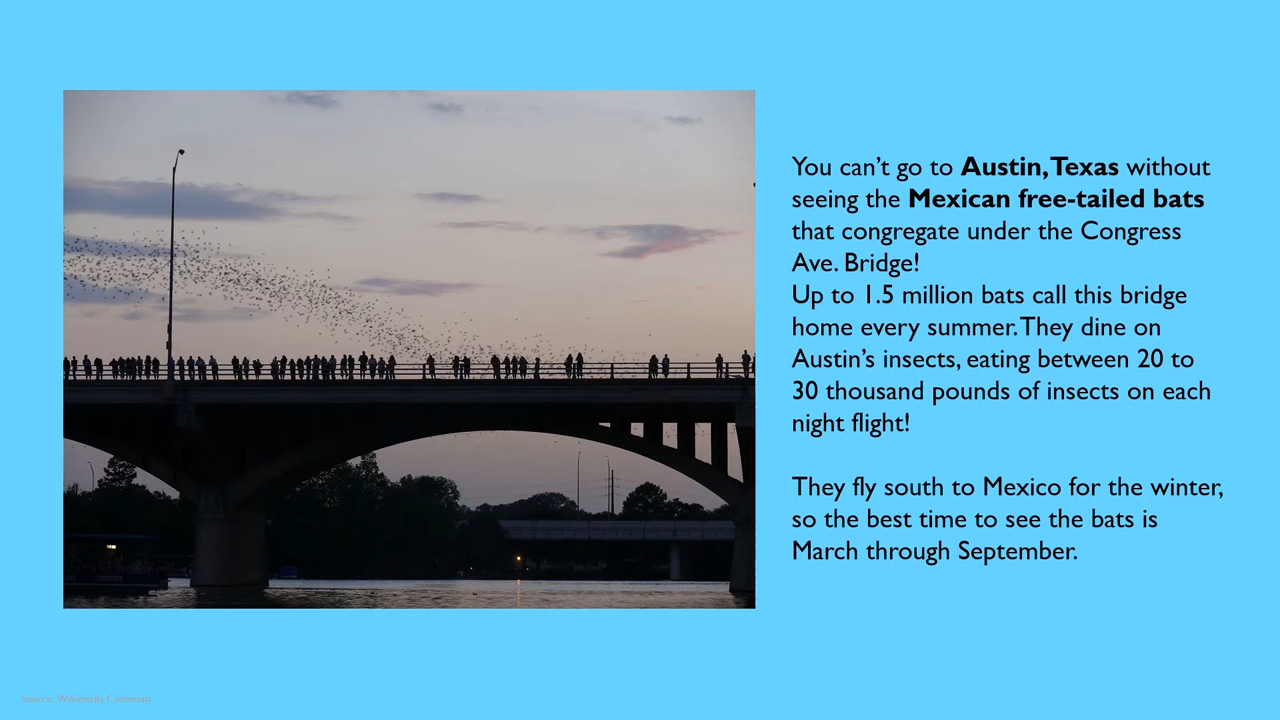 You can't go to Austin, Texas without
seeing the Mexican free-tailed bats
that congregate under the Congress
Ave. Bridge!
Up to 1.5 million bats call this bridge
home every summer. They dine on
Austin's insects, eating between 20 to
30 thousand pounds of insects on each
night flight!
They fly south to Mexico for the winter,
so the best time to see the bats is
March through September.
Source: Wikimedia Commons